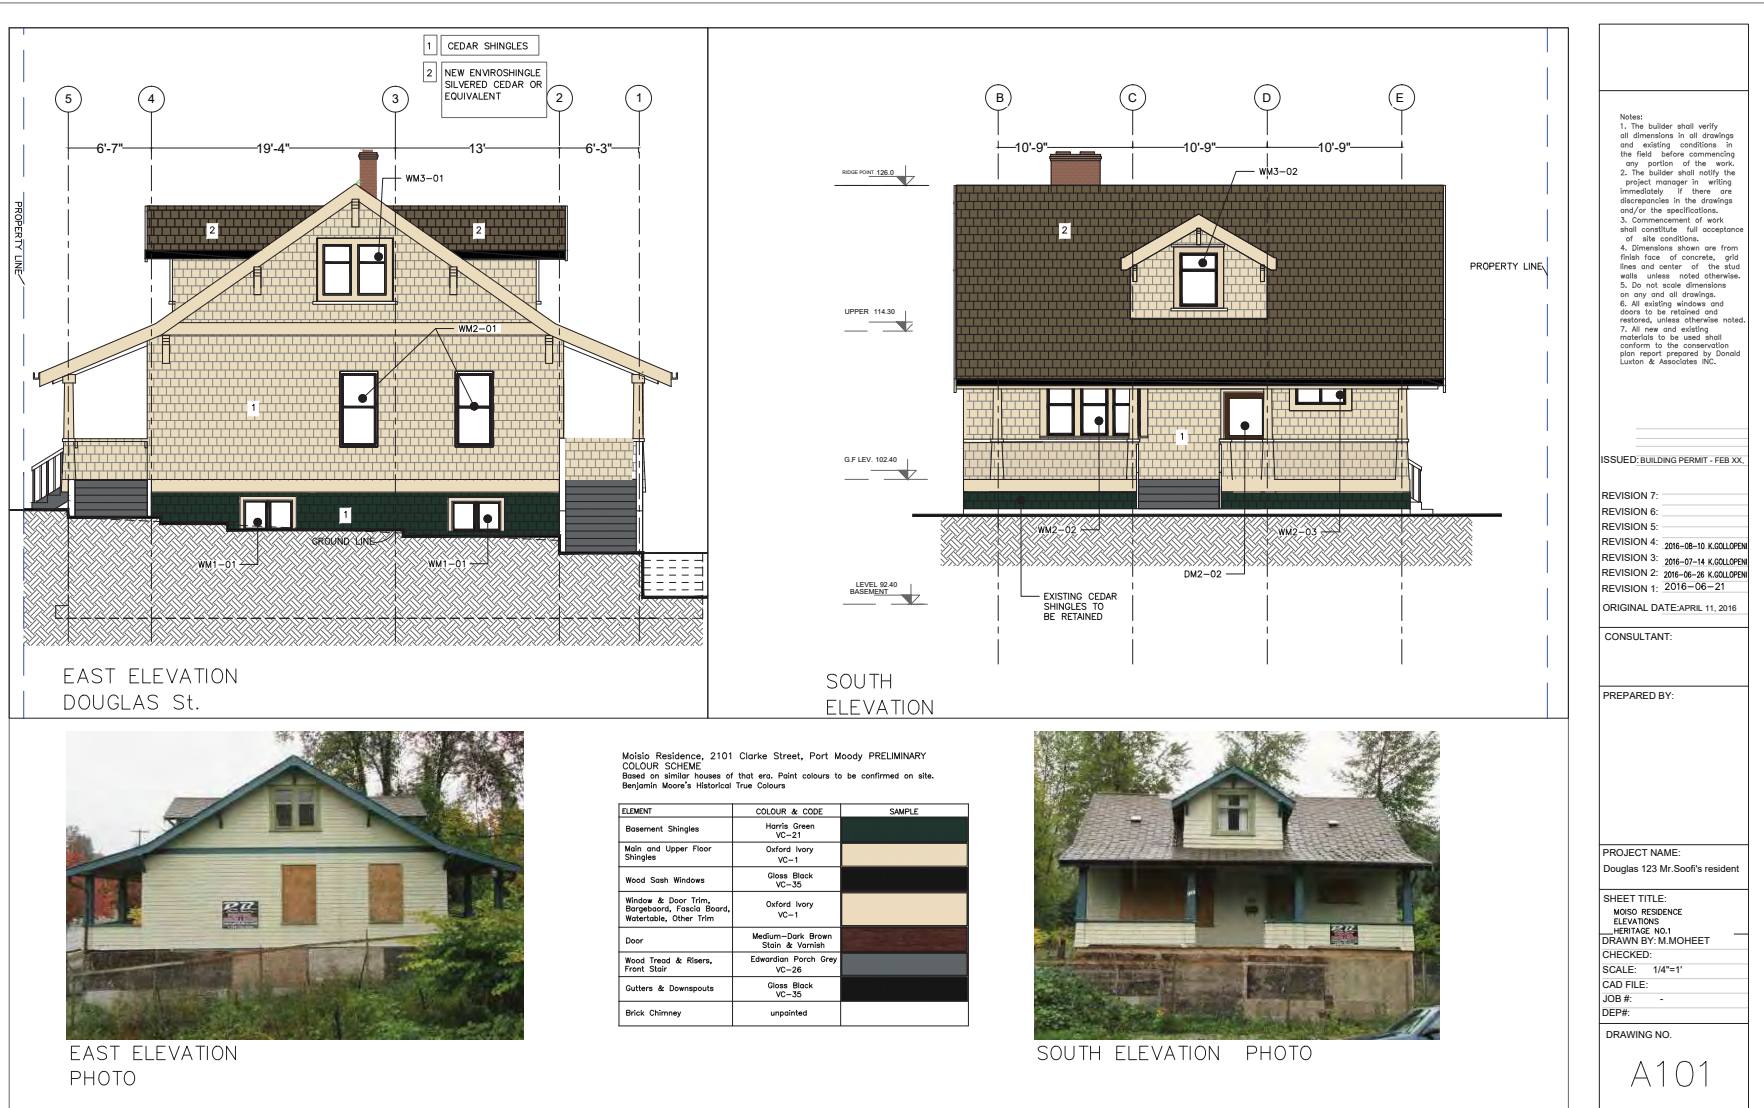 1 CEDAR SHINGLES
2 NEW ENVIROSHINGLE
SILVERED CEDAR OR
EQUIVALENT
5 4 3 2 1
6'-7" 19'-4" 13' 6'-3"
WM3-01
PROPERTY LINE
2 2
WM2-01
1
1
GROUND LINE
WM1-01 WM1-01
EAST ELEVATION
DOUGLAS St.
B C D E
10'-9" 10'-9" 10'-9"
RIDGE POINT 126.0
WM3-02
2
PROPERTY LINE
UPPER 114.30
1
G.F LEV. 102.40
WM2-02 WM2-03
DM2-02
LEVEL 92.40
BASEMENT
EXISTING CEDAR
SHINGLES TO
BE RETAINED
SOUTH
ELEVATION
EAST ELEVATION
PHOTO
Moisio Residence, 2101 Clarke Street, Port Moody PRELIMINARY
COLOUR SCHEME
Based on similar houses of that era. Paint colours to be confirmed on site.
Benjamin Moore's Historical True Colours
ELEMENT COLOUR & CODE SAMPLE
Basement Shingles Harris Green
VC-21
Main and Upper Floor
Shingles
Oxford Ivory
VC-1
Wood Sash Windows Gloss Black
VC-35
Window & Door Trim,
Bargebaord, Fascia Board,
Watertable, Other Trim
Oxford Ivory
VC-1
Door Medium-Dark Brown
Stain & Varnish
Wood Tread & Risers,
Front Stair
Edwardian Porch Grey
VC-26
Gutters & Downspouts Gloss Black
VC-35
Brick Chimney unpainted
SOUTH ELEVATION PHOTO
Notes:
1. The builder shall verify
all dimensions in all drawings
and existing conditions in
the field before commencing
any portion of the work.
2. The builder shall notify the
project manager in writing
immediately if there are
discrepancies in the drawings
and/or the specifications.
3. Commencement of work
shall constitute full acceptance
of site conditions.
4. Dimensions shown are from
finish face of concrete, grid
lines and center of the stud
walls unless noted otherwise.
5. Do not scale dimensions
on any and all drawings.
6. All existing windows and
doors to be retained and
restored, unless otherwise noted.
7. All new and existing
materials to be used shall
conform to the conservation
plan report prepared by Donald
Luxton & Associates INC.
ISSUED: BUILDING PERMIT - FEB XX,
REVISION 7:
REVISION 6:
REVISION 5:
REVISION 4: 2016-08-10 K.GOLLOPENI
REVISION 3: 2016-07-14 K.GOLLOPENI
REVISION 2: 2016-06-26 K.GOLLOPENI
REVISION 1: 2016-06-21
ORIGINAL DATE: APRIL 11, 2016
CONSULTANT:
PREPARED BY:
PROJECT NAME:
Douglas 123 Mr.Soofi's resident
SHEET TITLE:
MOISO RESIDENCE
ELEVATIONS
HERITAGE NO.1
DRAWN BY: M.MOHEET
CHECKED:
SCALE: 1/4"=1'
CAD FILE:
JOB #: -
DEP#:
DRAWING NO.
A101